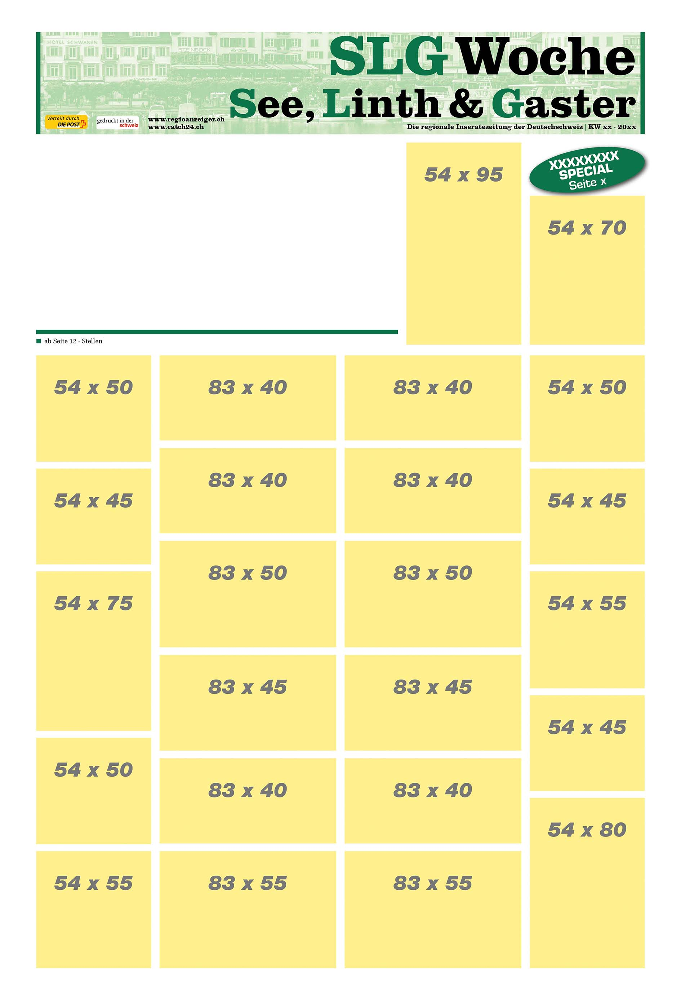 HOTEL SCHWANEN
STEINBOCK
SCHWANEN-BAR
SLG Woche
See, Linth & Gaster
Verteilt durch
DIE POST
gedruckt in der
schweiz
www.regioanzeiger.ch
www.catch24.ch
Die regionale Inseratezeitung der Deutschschweiz | KW xx · 20xx
54 x 95
XXXXXXXX
SPECIAL
Seite x
54 x 70
ab Seite 12 · Stellen
54 x 50
83 x 40
83 x 40
54 x 50
83 x 40
83 x 40
54 x 45
54 x 45
83 x 50
83 x 50
54 x 75
54 x 55
83 x 45
83 x 45
54 x 45
54 x 50
83 x 40
83 x 40
54 x 80
54 x 55
83 x 55
83 x 55